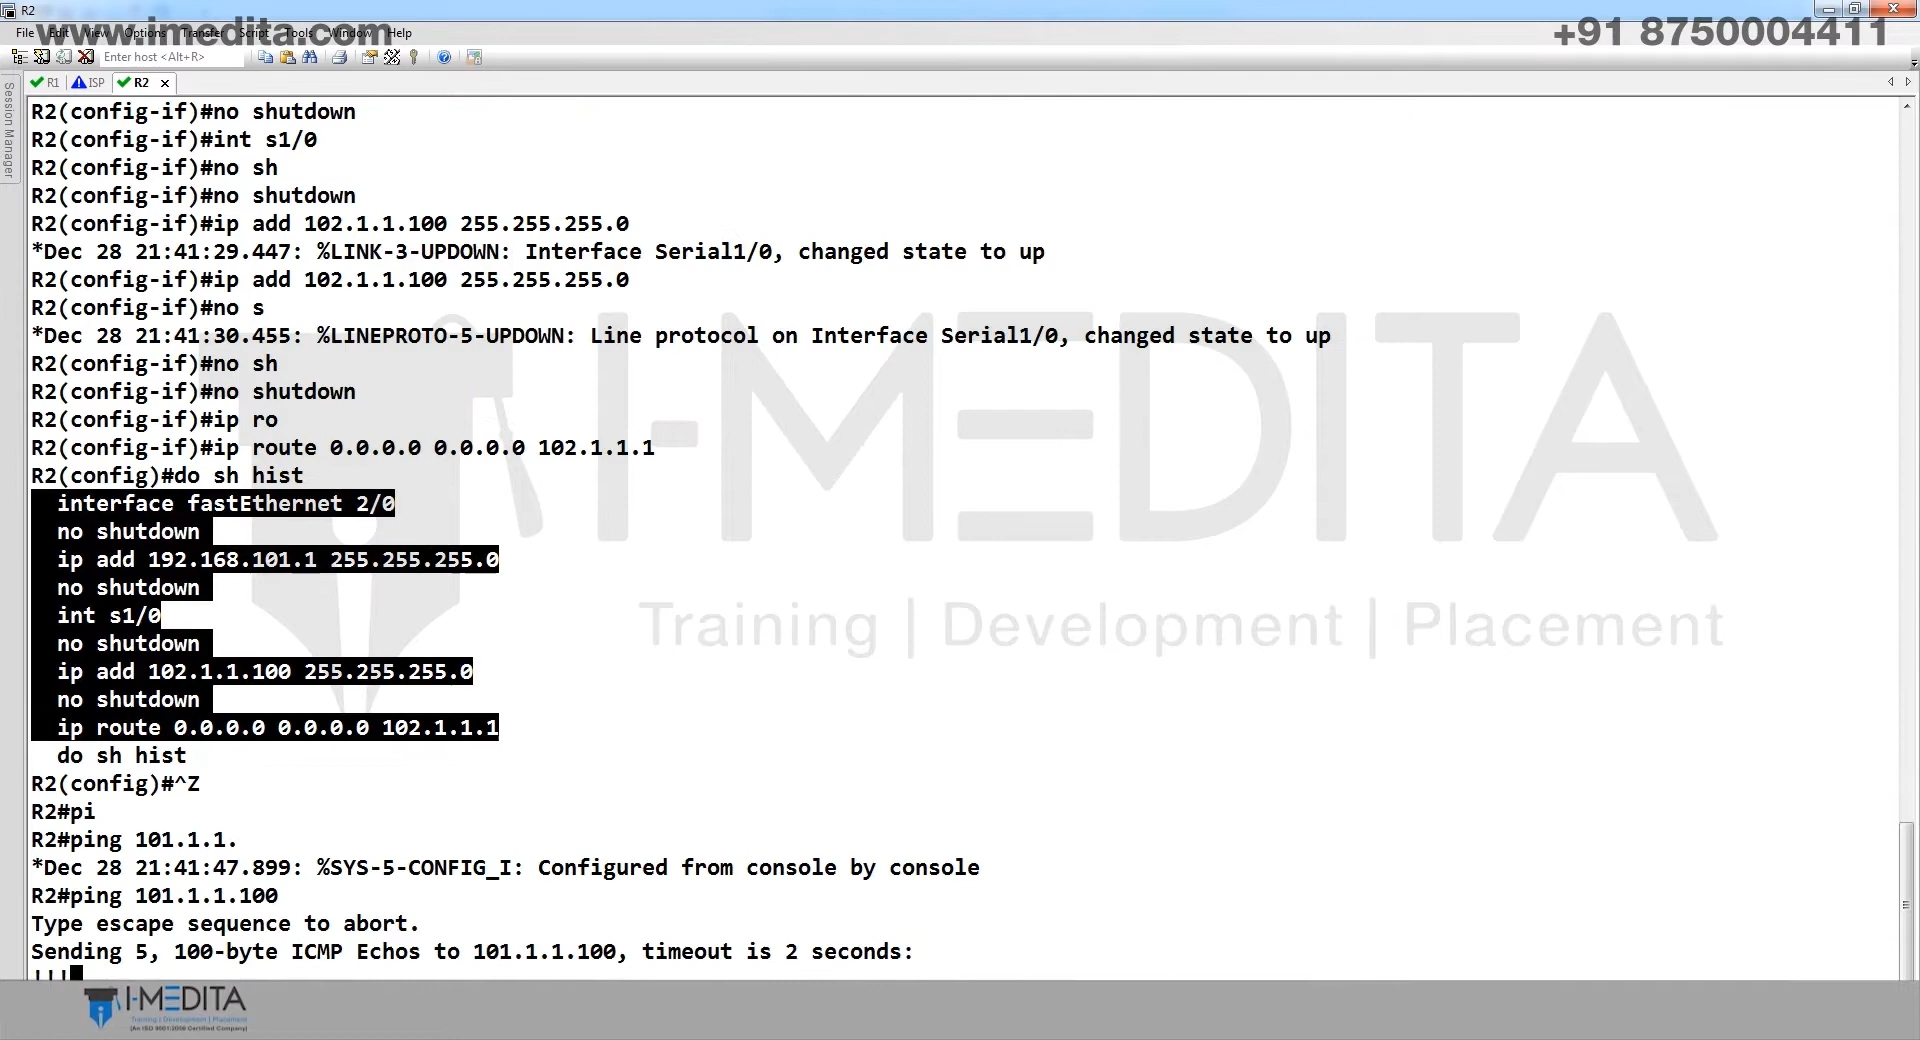 R2
www.imedita.com
+91 8750004411
File Edit View Options Transfer Script Tools Window Help
Enter host <Alt+R>
R1 ISP R2
Session Manager
R2(config-if)#no shutdown
R2(config-if)#int s1/0
R2(config-if)#no sh
R2(config-if)#no shutdown
R2(config-if)#ip add 102.1.1.100 255.255.255.0
*Dec 28 21:41:29.447: %LINK-3-UPDOWN: Interface Serial1/0, changed state to up
R2(config-if)#ip add 102.1.1.100 255.255.255.0
R2(config-if)#no s
*Dec 28 21:41:30.455: %LINEPROTO-5-UPDOWN: Line protocol on Interface Serial1/0, changed state to up
R2(config-if)#no sh
R2(config-if)#no shutdown
R2(config-if)#ip ro
R2(config-if)#ip route 0.0.0.0 0.0.0.0 102.1.1.1
R2(config)#do sh hist
interface fastEthernet 2/0
no shutdown
ip add 192.168.101.1 255.255.255.0
no shutdown
int s1/0
no shutdown
ip add 102.1.1.100 255.255.255.0
no shutdown
ip route 0.0.0.0 0.0.0.0 102.1.1.1
do sh hist
R2(config)#^Z
R2#pi
R2#ping 101.1.1.
*Dec 28 21:41:47.899: %SYS-5-CONFIG_I: Configured from console by console
R2#ping 101.1.1.100
Type escape sequence to abort.
Sending 5, 100-byte ICMP Echos to 101.1.1.100, timeout is 2 seconds:
!!!
I-MEDITA
Training | Development | Placement
I-MEDITA
Training | Development | Placement
(An ISO 9001:2008 Certified Company)